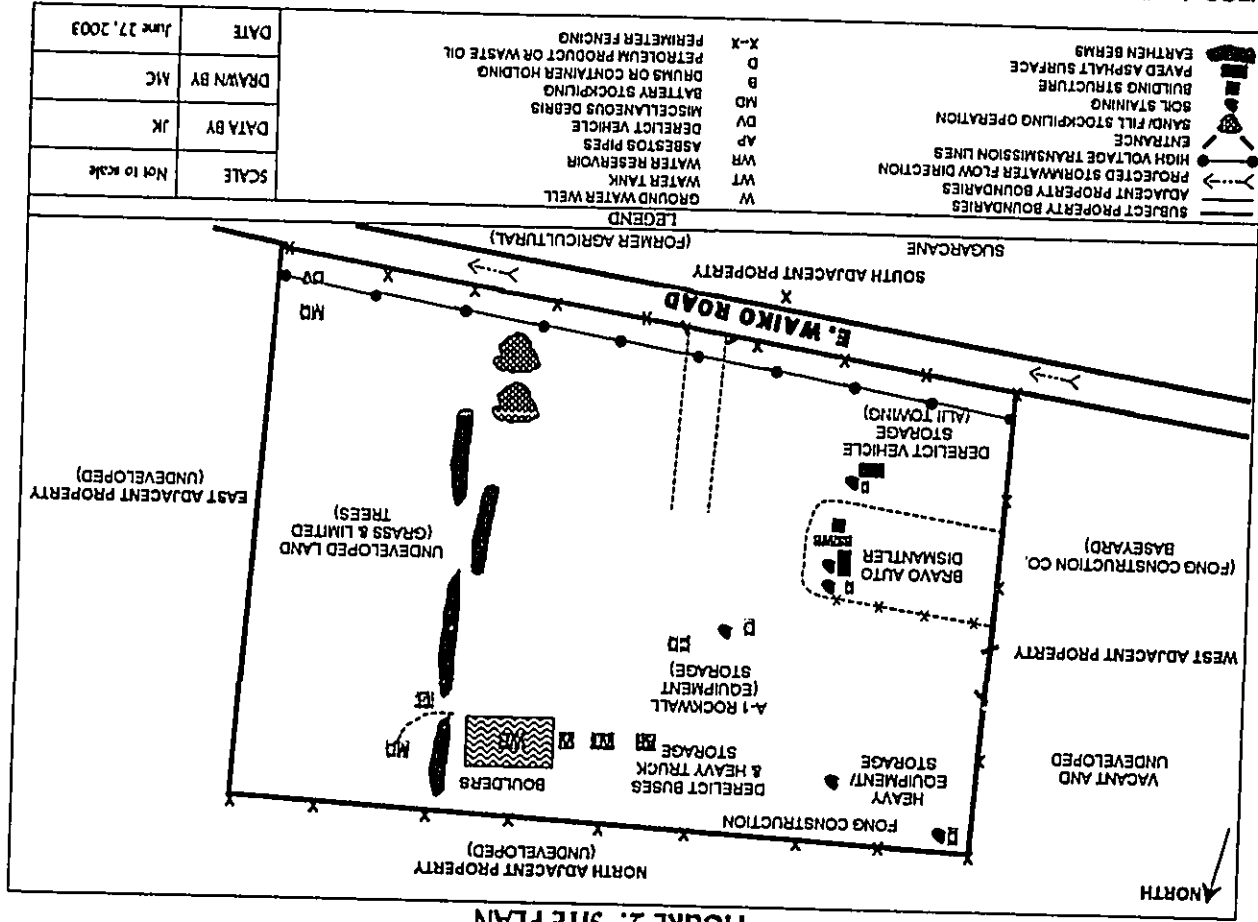 FIGURE 2. SITE PLAN
NORTH
NORTH ADJACENT PROPERTY
(UNDEVELOPED)
FONG CONSTRUCTION
D
HEAVY
EQUIPMENT/
STORAGE
DERELICT BUSES
& HEAVY TRUCK
STORAGE
BOULDERS
WR
W
MD
VACANT AND
UNDEVELOPED
A-1 ROCKWALL
(EQUIPMENT
STORAGE)
D
WEST ADJACENT PROPERTY
(FONG CONSTRUCTION CO.
BASEYARD)
BRAVO AUTO
DISMANTLER
D
D
DERELICT VEHICLE
STORAGE
(ALII TOWING)
UNDEVELOPED LAND
(GRASS & LIMITED
TREES)
EAST ADJACENT PROPERTY
(UNDEVELOPED)
MD
DV
E. WAIKO ROAD
SOUTH ADJACENT PROPERTY
SUGARCANE
(FORMER AGRICULTURAL)
LEGEND
SUBJECT PROPERTY BOUNDARIES
ADJACENT PROPERTY BOUNDARIES
PROJECTED STORMWATER FLOW DIRECTION
HIGH VOLTAGE TRANSMISSION LINES
ENTRANCE
SAND/ FILL STOCKPILING OPERATION
SOIL STAINING
BUILDING STRUCTURE
PAVED ASPHALT SURFACE
EARTHEN BERMS
W GROUND WATER WELL
WT WATER TANK
WR WATER RESERVOIR
AP ASBESTOS PIPES
DV DERELICT VEHICLE
MD MISCELLANEOUS DEBRIS
B BATTERY STOCKPILING
D DRUMS OR CONTAINER HOLDING
PETROLEUM PRODUCT OR WASTE OIL
X-X PERIMETER FENCING
SCALE Not to scale
DATA BY JK
DRAWN BY MC
DATE June 27, 2003